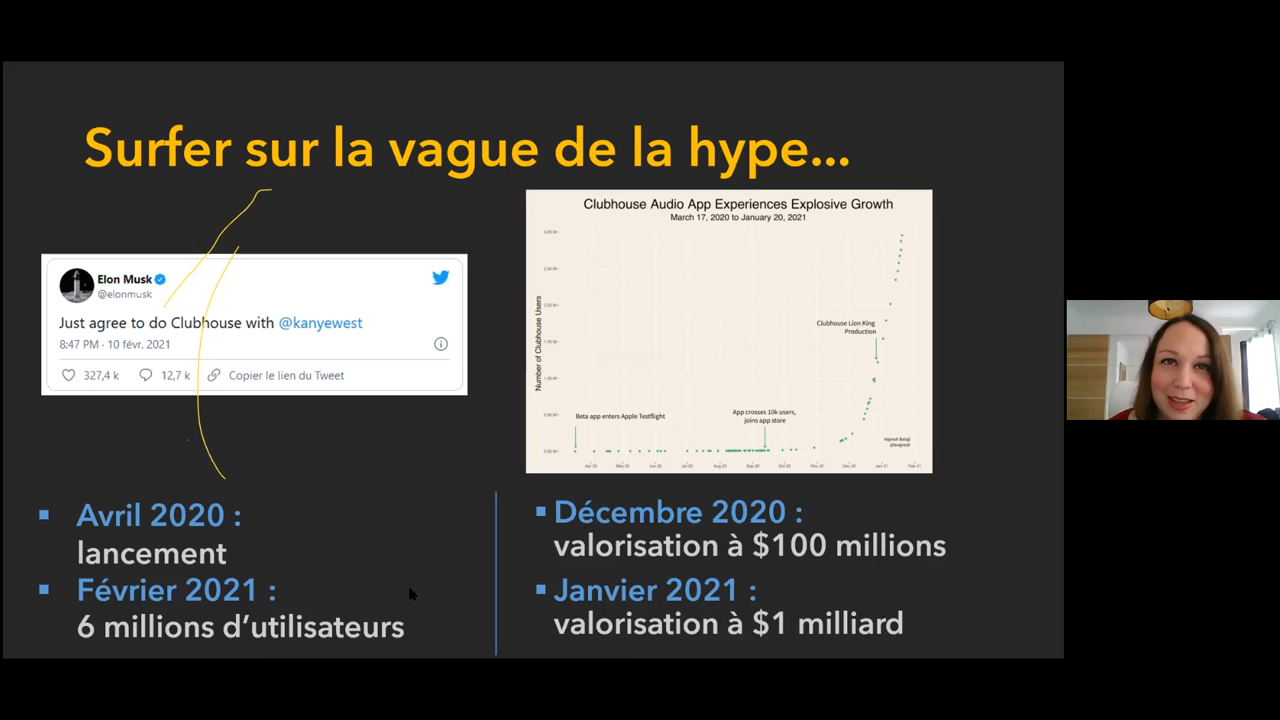 Surfer sur la vague de la hype...
Elon Musk
@elonmusk
Just agree to do Clubhouse with @kanyewest
8:47 PM · 10 févr. 2021
327,4 k 12,7 k Copier le lien du Tweet
Clubhouse Audio App Experiences Explosive Growth
March 17, 2020 to January 20, 2021
Number of Clubhouse Users
Clubhouse Lion King
Production
Beta app enters Apple Testflight
App crosses 10k users,
joins app store
Avril 2020 :
lancement
Février 2021 :
6 millions d’utilisateurs
Décembre 2020 :
valorisation à $100 millions
Janvier 2021 :
valorisation à $1 milliard